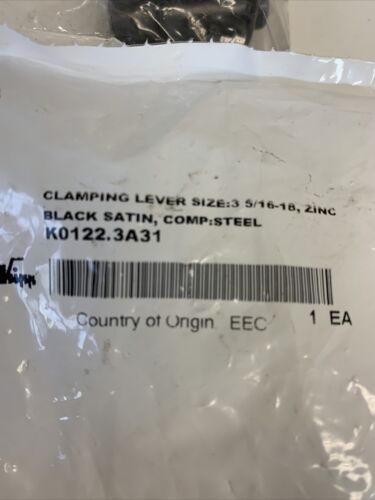 CLAMPING LEVER SIZE:3 5/16-18, ZINC
BLACK SATIN, COMP:STEEL
K0122.3A31
Kipp
Country of Origin EEC 1 EA